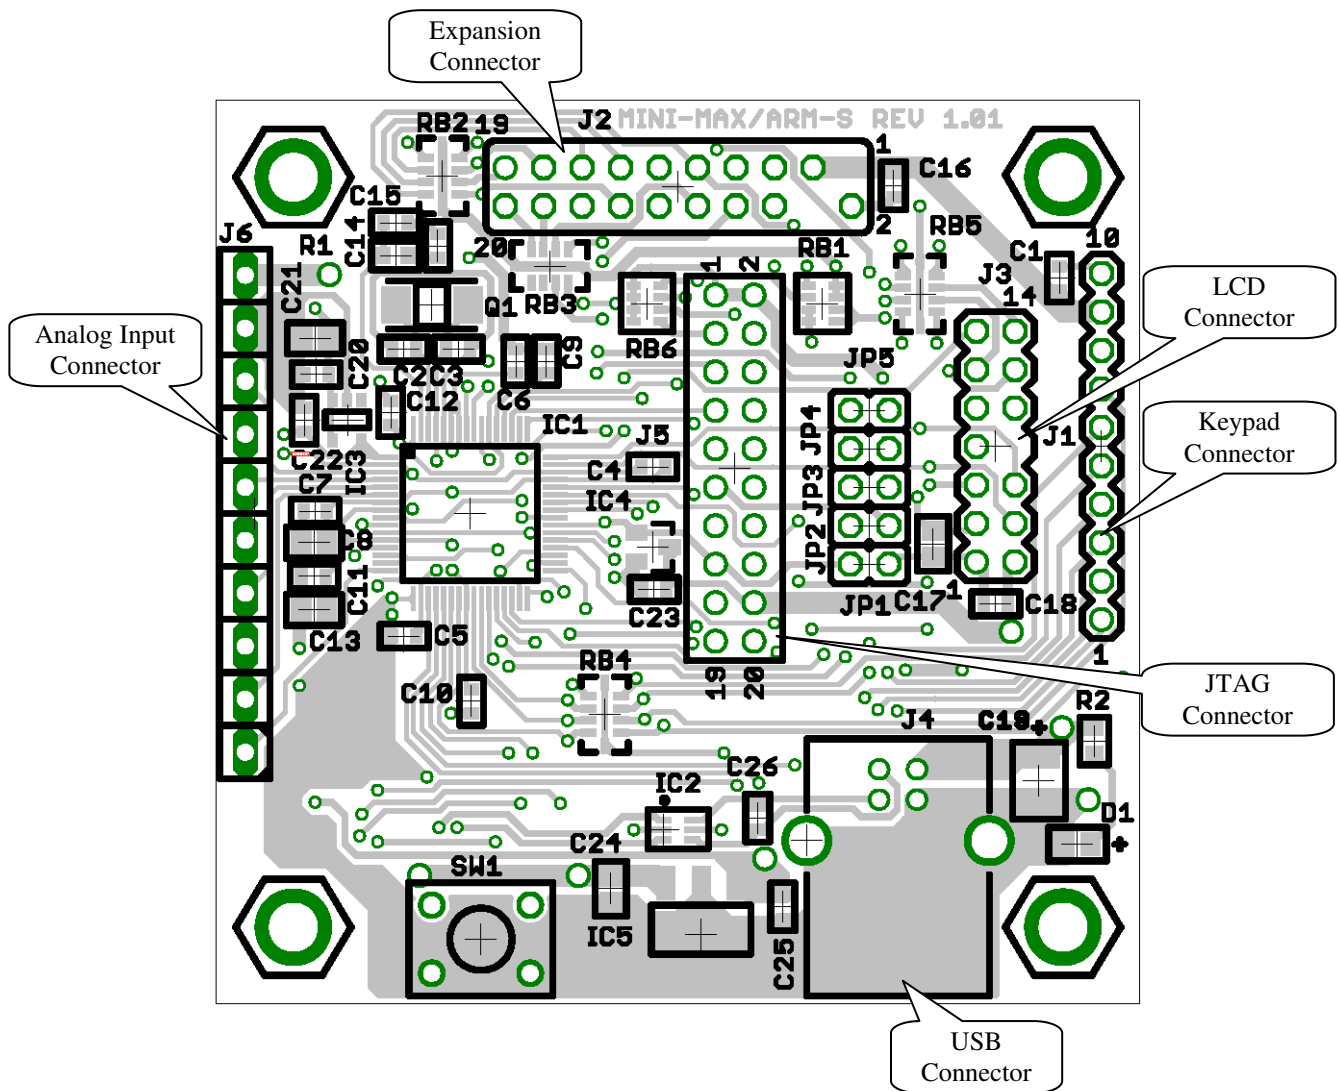 Expansion
Connector
MINI-MAX/ARM-S REV 1.01
RB2
19
J2
1
C16
C15
C14
J6
R1
20
2
RB5
RB1
C1
10
C21
Q1
RB3
1
2
J3
14
LCD
Connector
Analog Input
Connector
C20
C2
C3
C9
RB6
JP5
C12
C6
IC1
J5
JP4
J1
Keypad
Connector
C22
IC3
C4
JP3
C7
IC4
C8
JP2
C11
C23
JP1
C17
1
C18
C13
C5
1
RB4
19
20
JTAG
Connector
C10
J4
C19
+
R2
C26
IC2
D1
+
C24
SW1
IC5
C25
USB
Connector